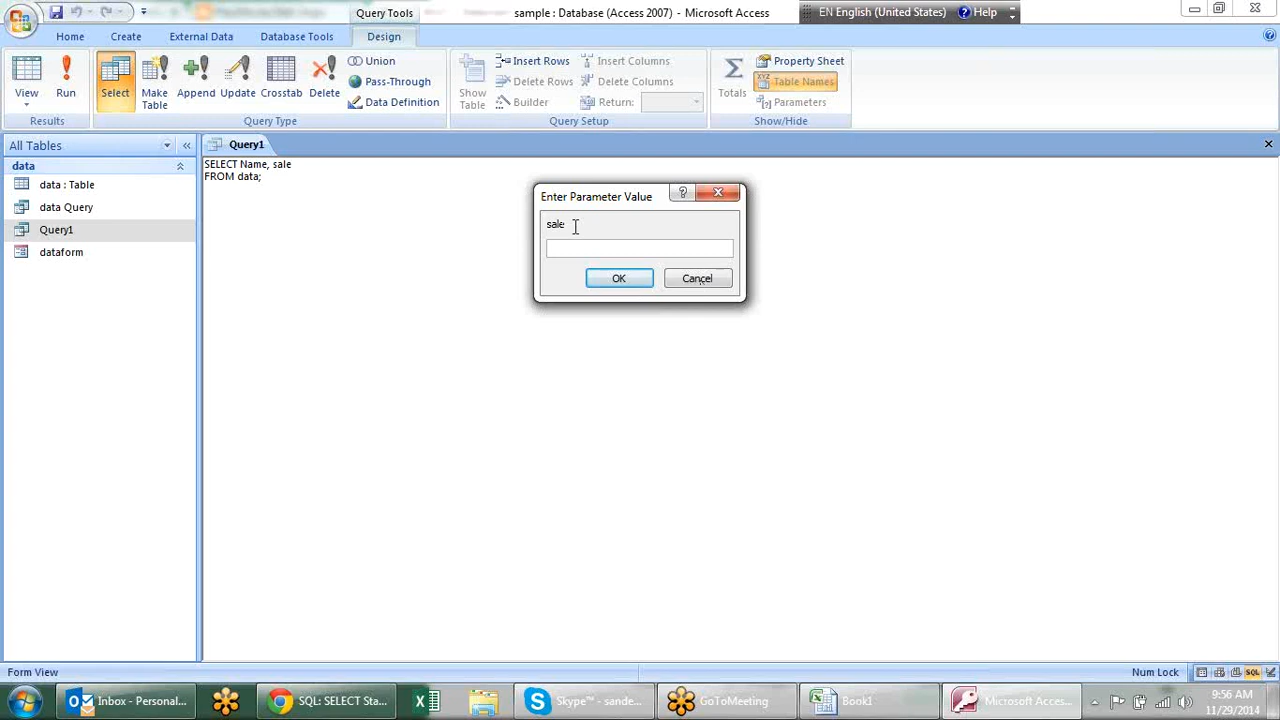 Query Tools
sample : Database (Access 2007) - Microsoft Access
EN English (United States)
Help
Home
Create
External Data
Database Tools
Design
View
Run
Select
Make Table
Append
Update
Crosstab
Delete
Union
Pass-Through
Data Definition
Show Table
Insert Rows
Delete Rows
Builder
Insert Columns
Delete Columns
Return:
Totals
Property Sheet
Table Names
Parameters
Results
Query Type
Query Setup
Show/Hide
All Tables
Query1
data
data : Table
data Query
Query1
dataform
SELECT Name, sale
FROM data;
Enter Parameter Value
sale
OK
Cancel
Form View
Num Lock
SQL
Inbox - Personal...
SQL: SELECT Sta...
Skype™ - sande...
GoToMeeting
Book1
Microsoft Acces...
9:56 AM
11/29/2014